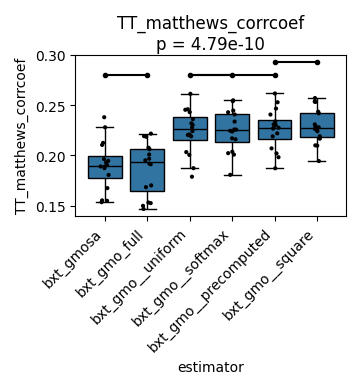 TT_matthews_corrcoef
p = 4.79e-10
TT_matthews_corrcoef
0.30
0.25
0.20
0.15
bxt_gmosa
bxt_gmo_full
bxt_gmo__uniform
bxt_gmo__softmax
bxt_gmo__precomputed
bxt_gmo__square
estimator